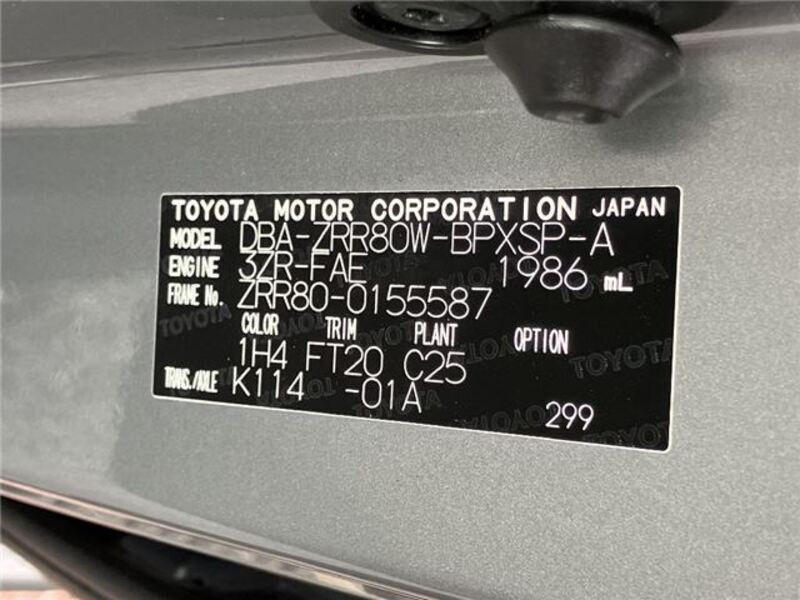 TOYOTA MOTOR CORPORATION JAPAN
MODEL DBA-ZRR80W-BPXSP-A
ENGINE 3ZR-FAE 1986 mL
FRAME No. ZRR80-0155587
COLOR TRIM PLANT OPTION
1H4 FT20 C25
TRANS./AXLE K114 -01A
299